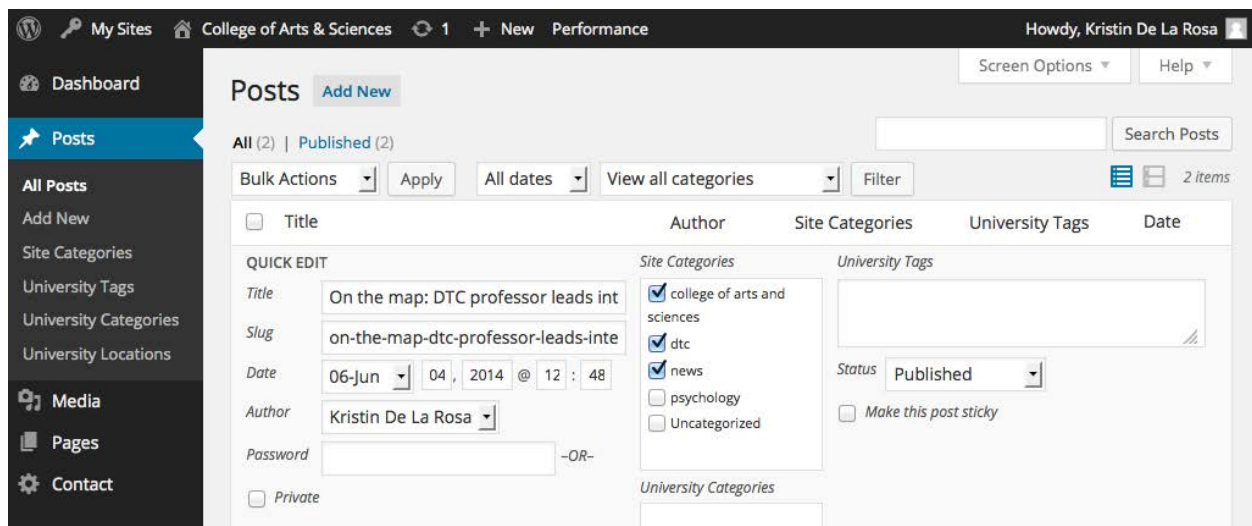 My Sites College of Arts & Sciences 1 + New Performance Howdy, Kristin De La Rosa
Dashboard
Posts
All Posts
Add New
Site Categories
University Tags
University Categories
University Locations
Media
Pages
Contact
Screen Options Help
Posts Add New
All (2) | Published (2)
Search Posts
Bulk Actions Apply All dates View all categories Filter 2 items
Title Author Site Categories University Tags Date
QUICK EDIT
Title On the map: DTC professor leads int
Slug on-the-map-dtc-professor-leads-inte
Date 06-Jun 04 , 2014 @ 12 : 48
Author Kristin De La Rosa
Password –OR–
Private
Site Categories
college of arts and
sciences
dtc
news
psychology
Uncategorized
University Categories
University Tags
Status Published
Make this post sticky